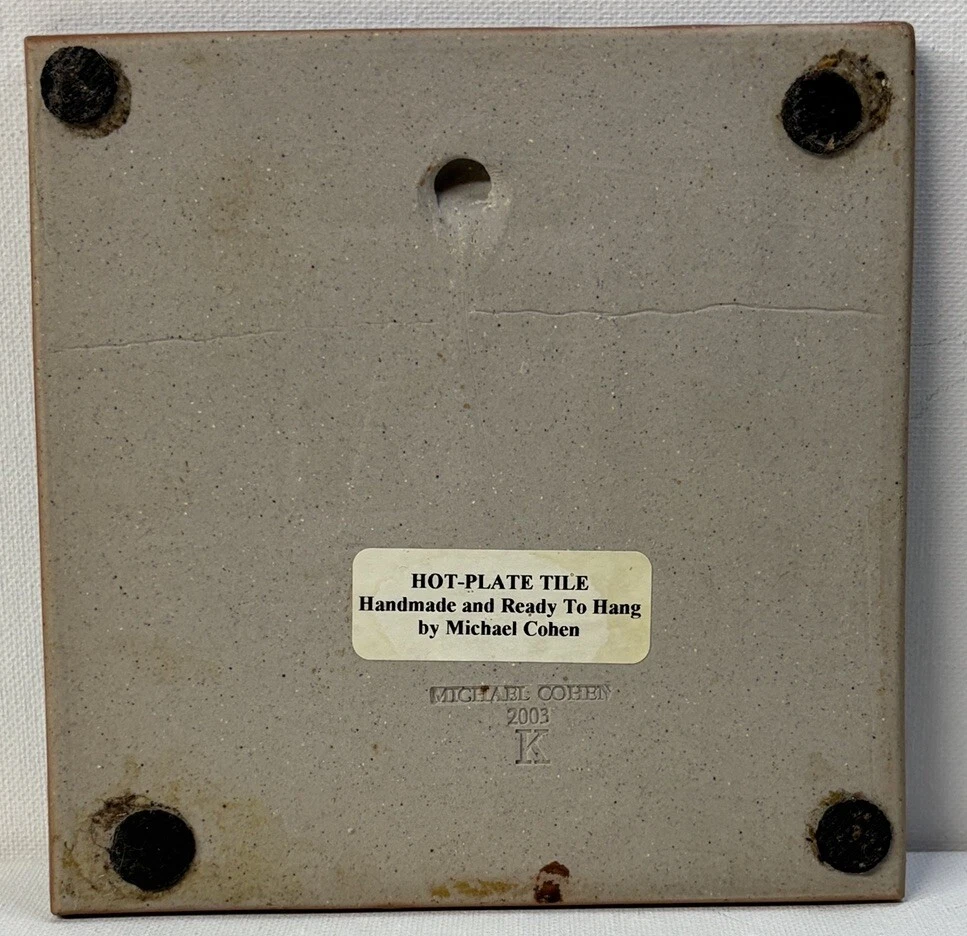 HOT-PLATE TILE
Handmade and Ready To Hang
by Michael Cohen
MICHAEL COHEN
2003
K